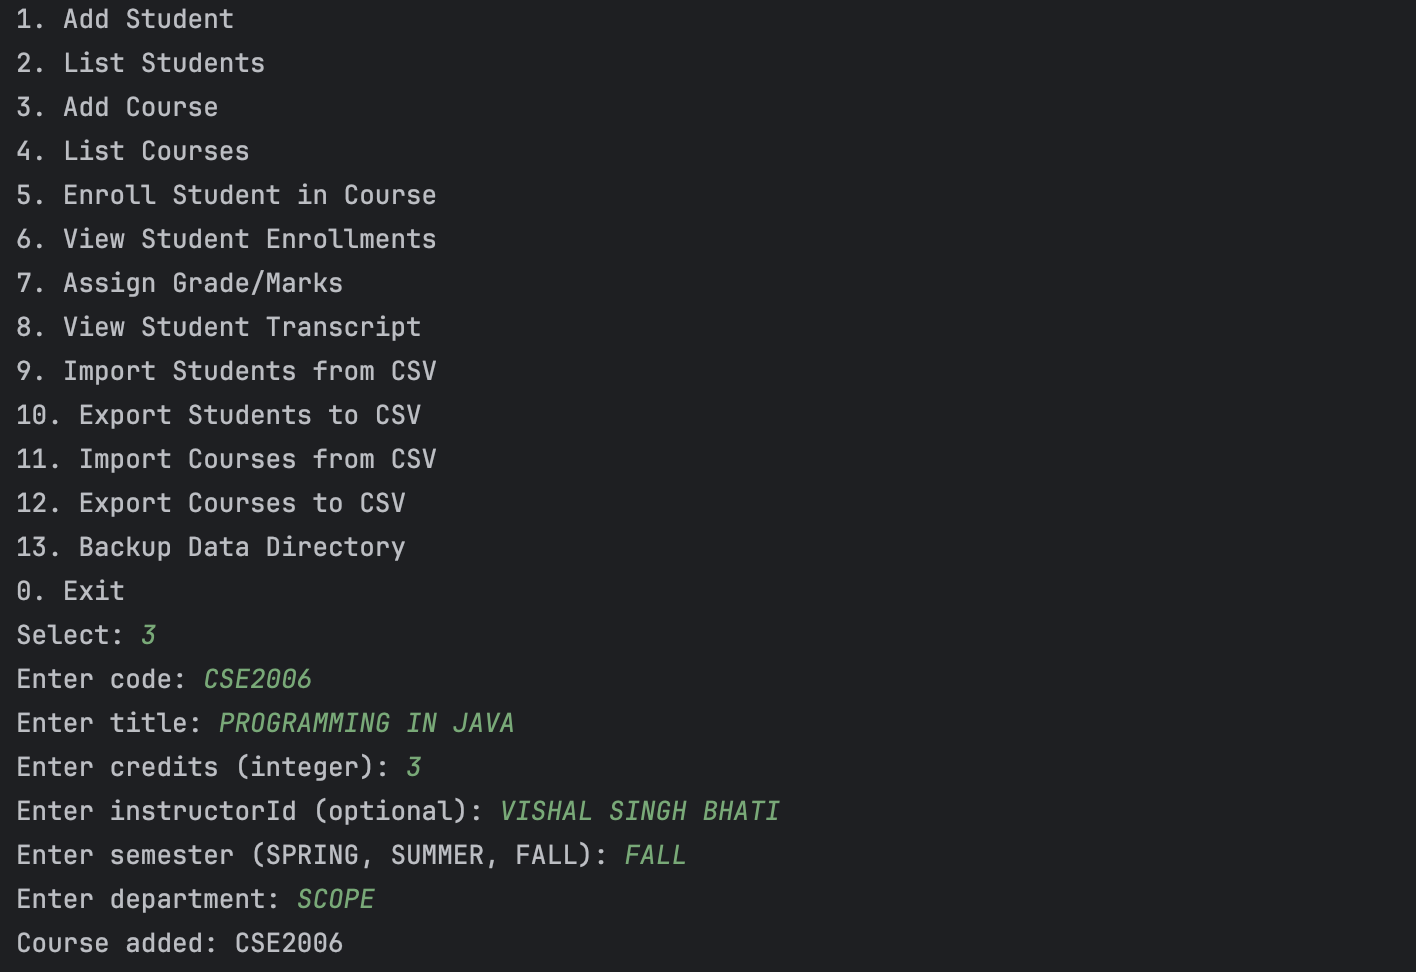 1. Add Student
2. List Students
3. Add Course
4. List Courses
5. Enroll Student in Course
6. View Student Enrollments
7. Assign Grade/Marks
8. View Student Transcript
9. Import Students from CSV
10. Export Students to CSV
11. Import Courses from CSV
12. Export Courses to CSV
13. Backup Data Directory
0. Exit
Select: 3
Enter code: CSE2006
Enter title: PROGRAMMING IN JAVA
Enter credits (integer): 3
Enter instructorId (optional): VISHAL SINGH BHATI
Enter semester (SPRING, SUMMER, FALL): FALL
Enter department: SCOPE
Course added: CSE2006